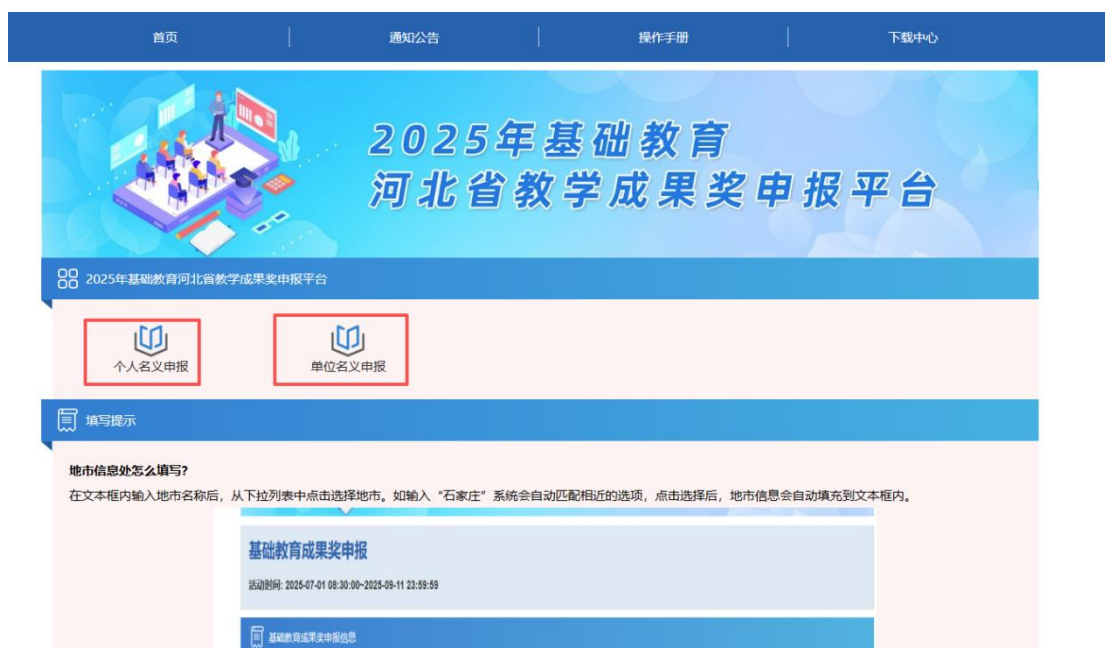 首页 通知公告 操作手册 下载中心
2025年基础教育
河北省教学成果奖申报平台
2025年基础教育河北省教学成果奖申报平台
个人名义申报 单位名义申报
填写提示
地市信息处怎么填写?
在文本框内输入地市名称后，从下拉列表中点击选择地市。如输入“石家庄”系统会自动匹配相近的选项，点击选择后，地市信息会自动填充到文本框内。
基础教育成果奖申报
活动时间: 2025-07-01 08:30:00~2025-09-11 23:59:59
基础教育成果奖申报信息